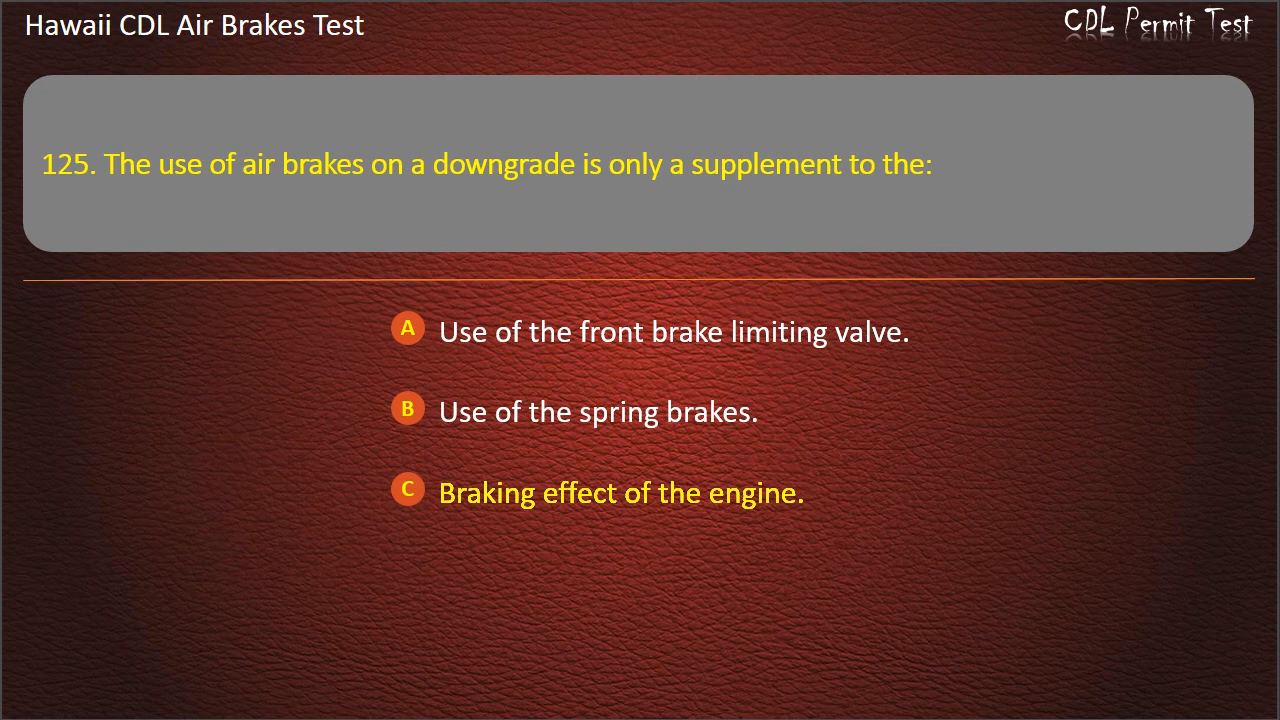 Hawaii CDL Air Brakes Test
CDL Permit Test
125. The use of air brakes on a downgrade is only a supplement to the:
A Use of the front brake limiting valve.
B Use of the spring brakes.
C Braking effect of the engine.